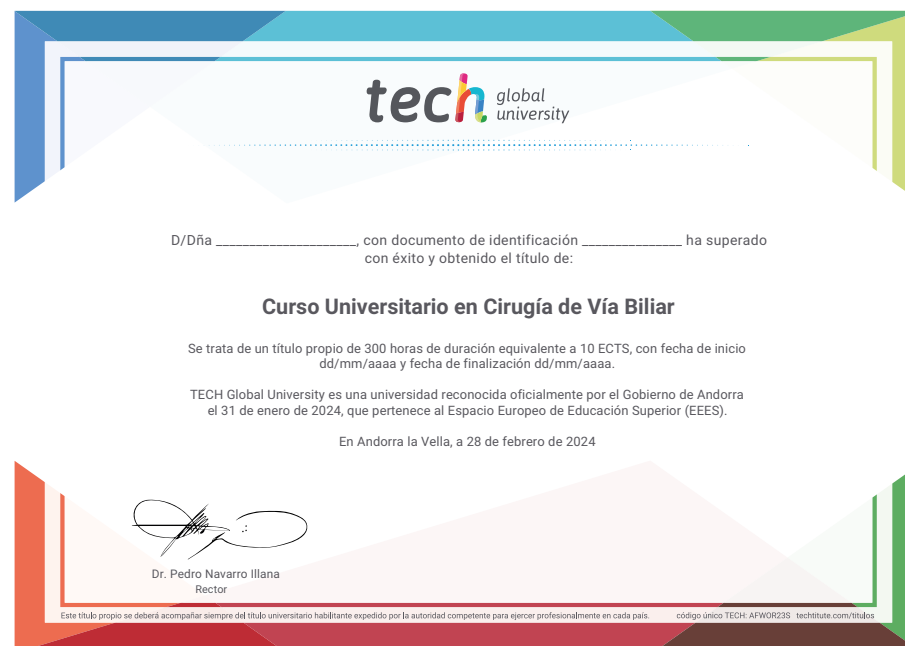 tech global university
D/Dña _____________________, con documento de identificación _______________ ha superado
con éxito y obtenido el título de:
Curso Universitario en Cirugía de Vía Biliar
Se trata de un título propio de 300 horas de duración equivalente a 10 ECTS, con fecha de inicio
dd/mm/aaaa y fecha de finalización dd/mm/aaaa.
TECH Global University es una universidad reconocida oficialmente por el Gobierno de Andorra
el 31 de enero de 2024, que pertenece al Espacio Europeo de Educación Superior (EEES).
En Andorra la Vella, a 28 de febrero de 2024
Dr. Pedro Navarro Illana
Rector
Este título propio se deberá acompañar siempre del título universitario habilitante expedido por la autoridad competente para ejercer profesionalmente en cada país. código único TECH: AFWOR23S techtitute.com/titulos